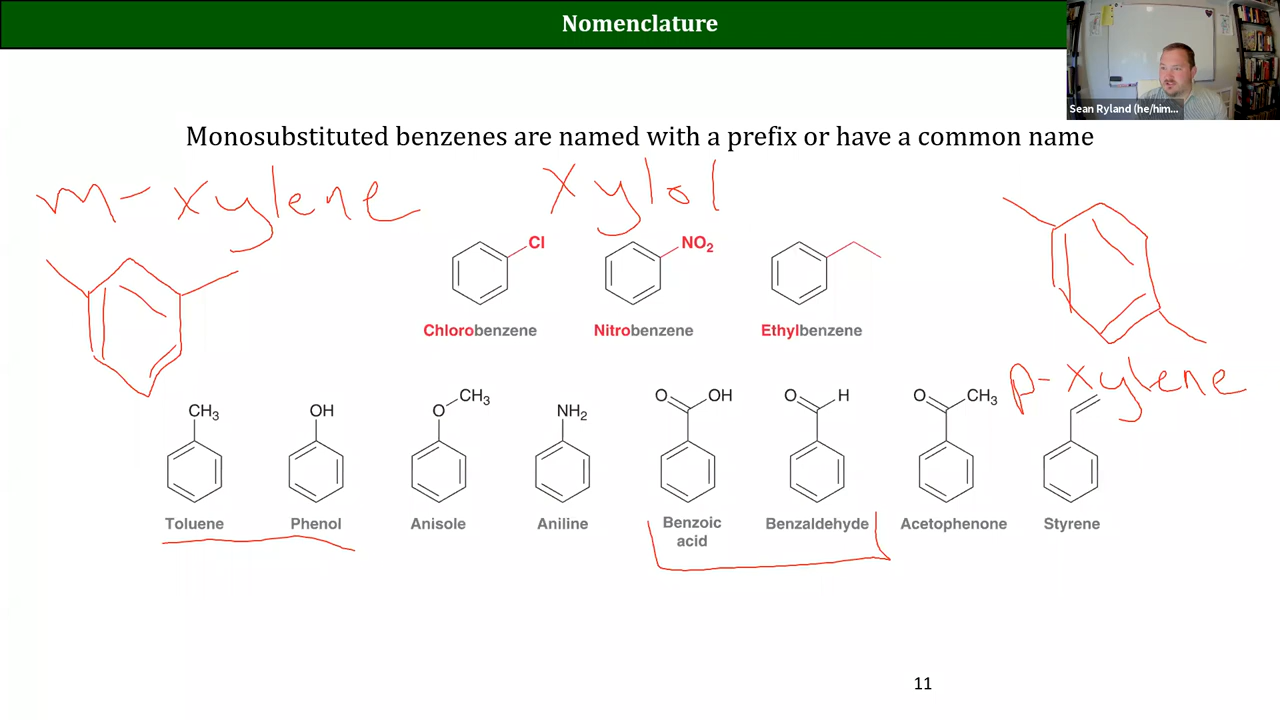 Nomenclature
Sean Ryland (he/him...
Monosubstituted benzenes are named with a prefix or have a common name
m-xylene
xylol
Cl
NO2
Chlorobenzene
Nitrobenzene
Ethylbenzene
p-xylene
CH3
OH
O CH3
NH2
O OH
O H
O CH3
Toluene
Phenol
Anisole
Aniline
Benzoic
acid
Benzaldehyde
Acetophenone
Styrene
11